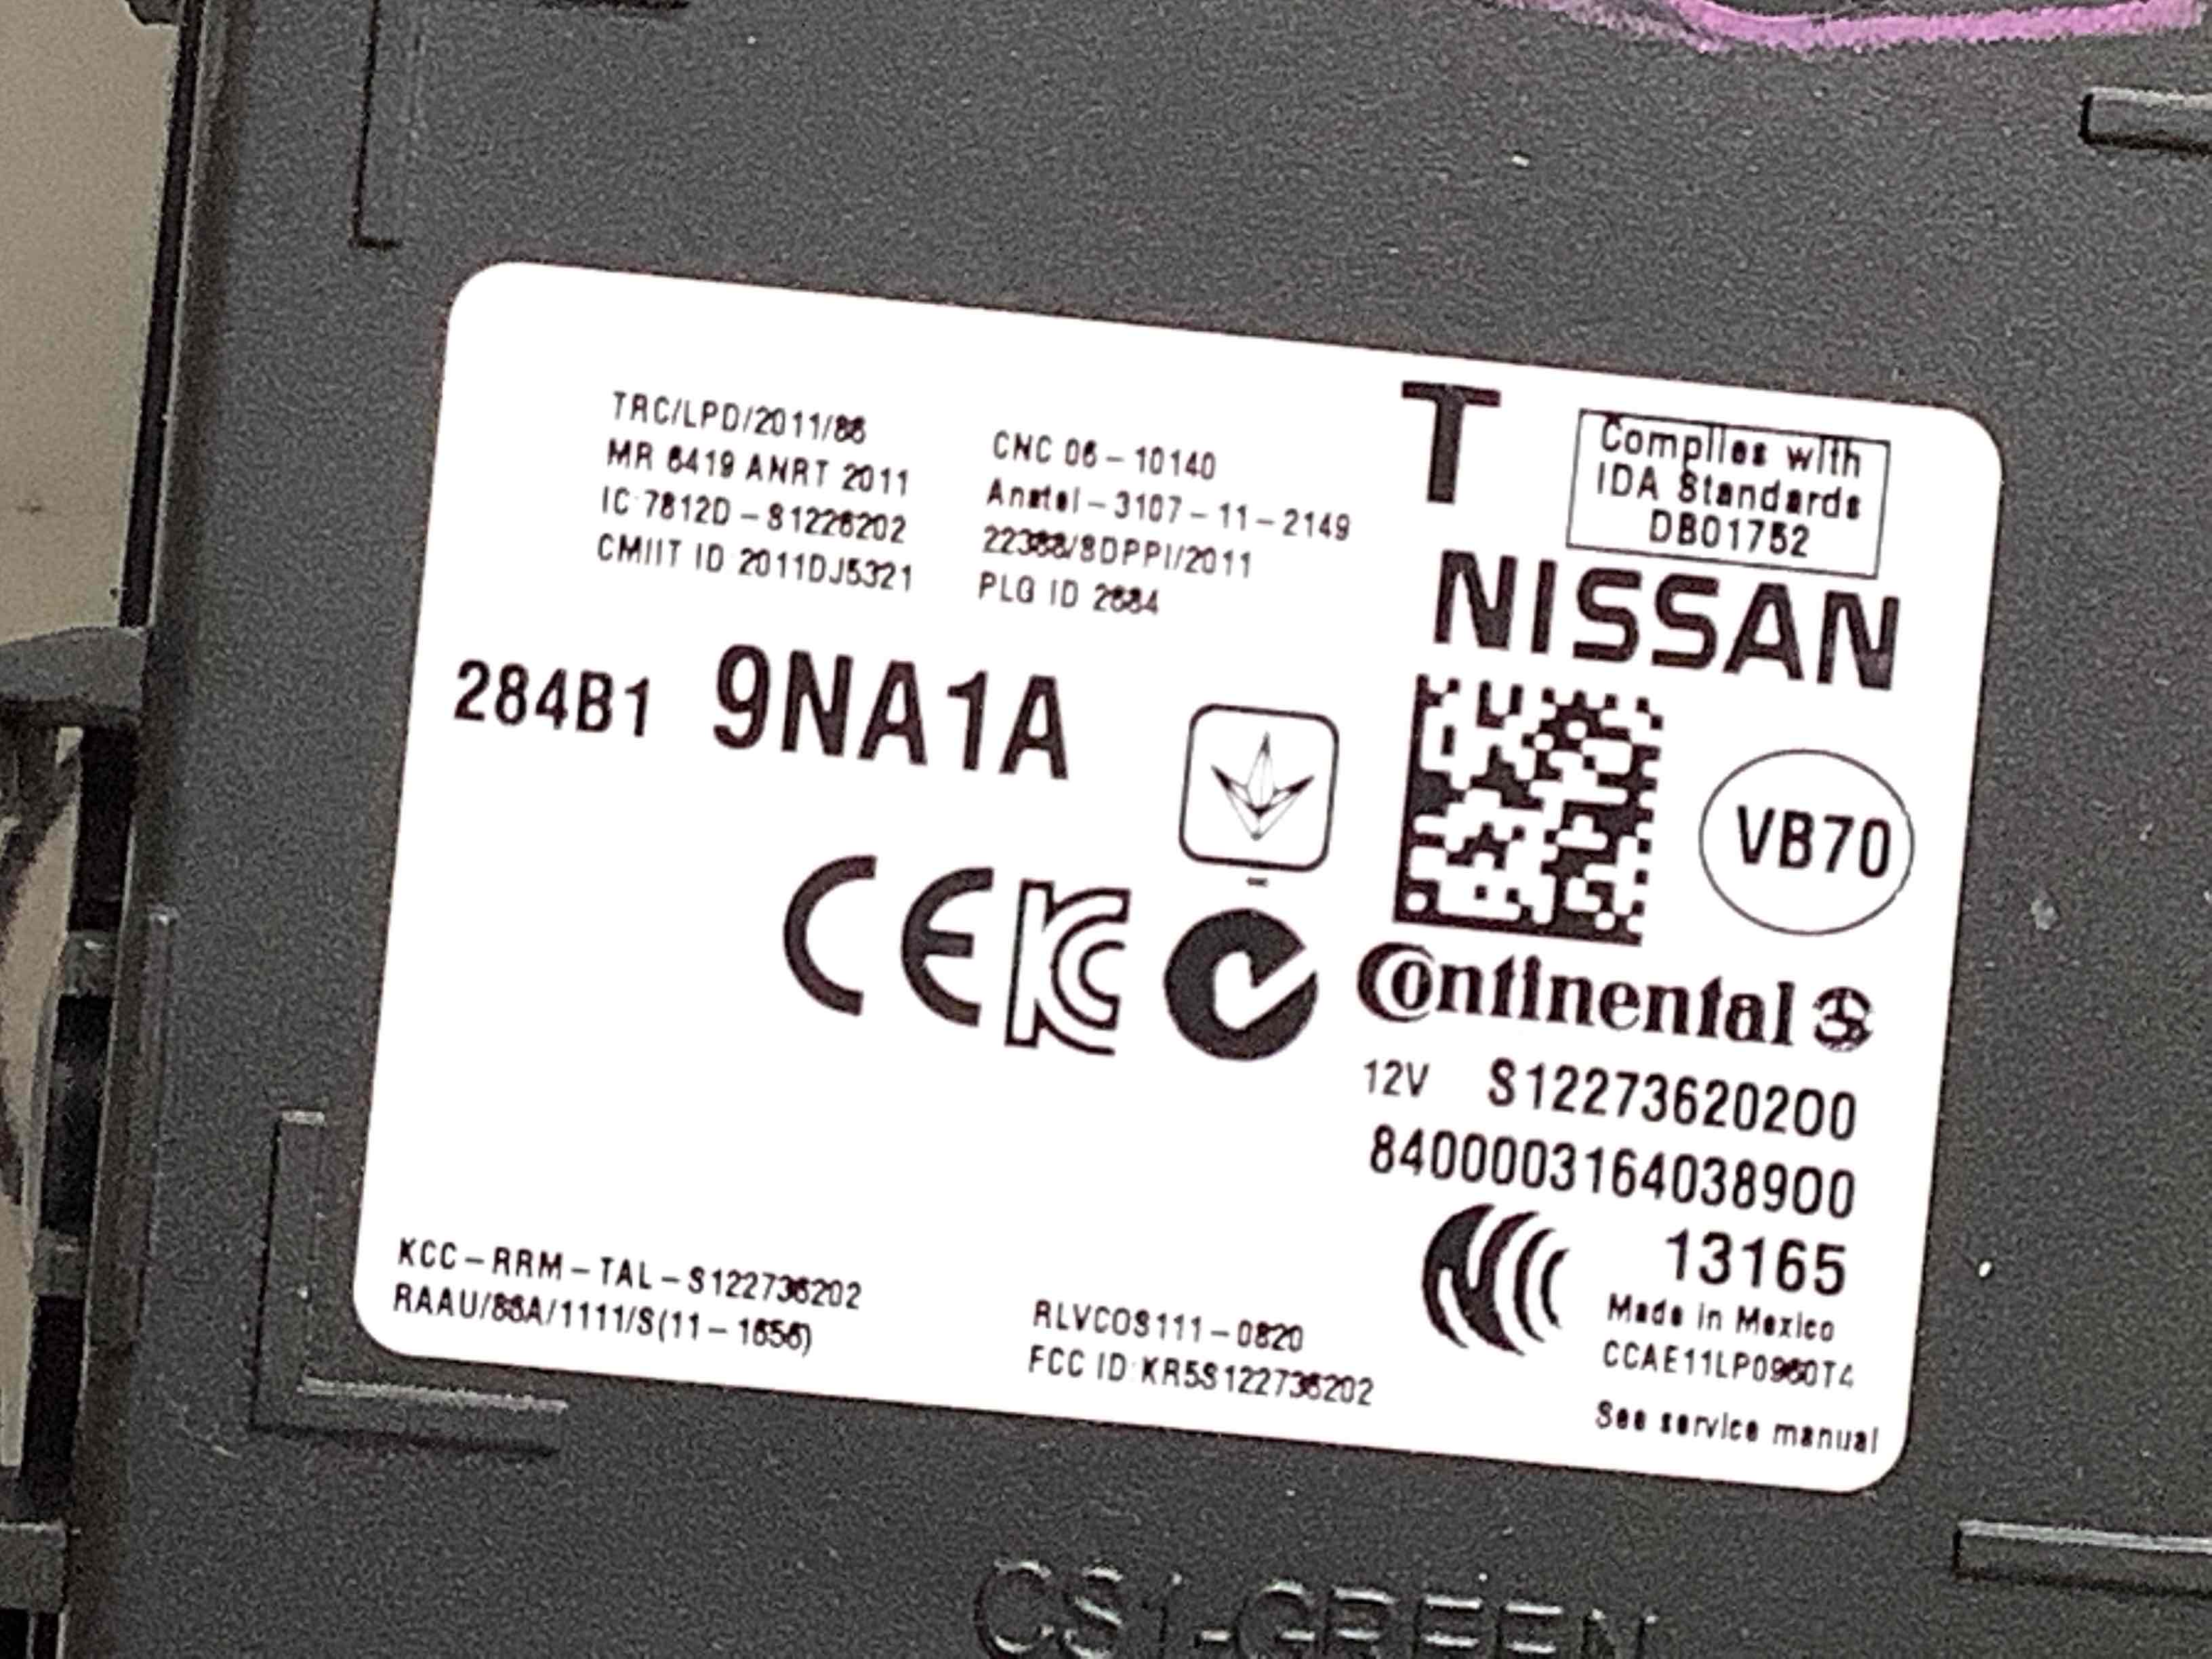 TRC/LPD/2011/86
MR 6419 ANRT 2011
IC: 7812D-S1226202
CMIIT ID: 2011DJ5321
CNC 06-10140
Anatel-3107-11-2149
22388/SDPPI/2011
PLG ID 2684
T
Complies with
IDA Standards
DB01752
NISSAN
284B1 9NA1A
VB70
CE
Continental
12V S12273620200
8400003164038900
13165
Made in Mexico
CCAE11LP0960T4
See service manual
KCC-RRM-TAL-S122736202
RAAU/86A/1111/S(11-1656)
RLVCOS111-0820
FCC ID: KR5S122736202
CS1-GREEN